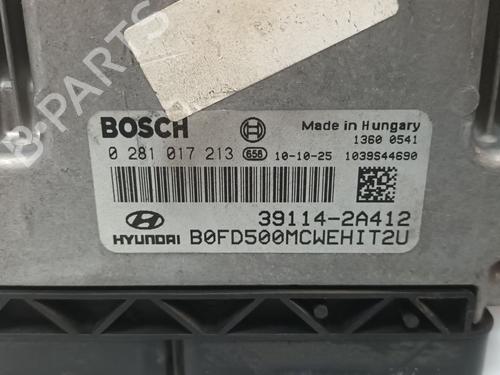 B-PARTS
BOSCH
Made in Hungary
1360 0541
0 281 017 213 658 10-10-25 1039S44690
39114-2A412
HYUNDAI B0FD500MCWEHIT2U